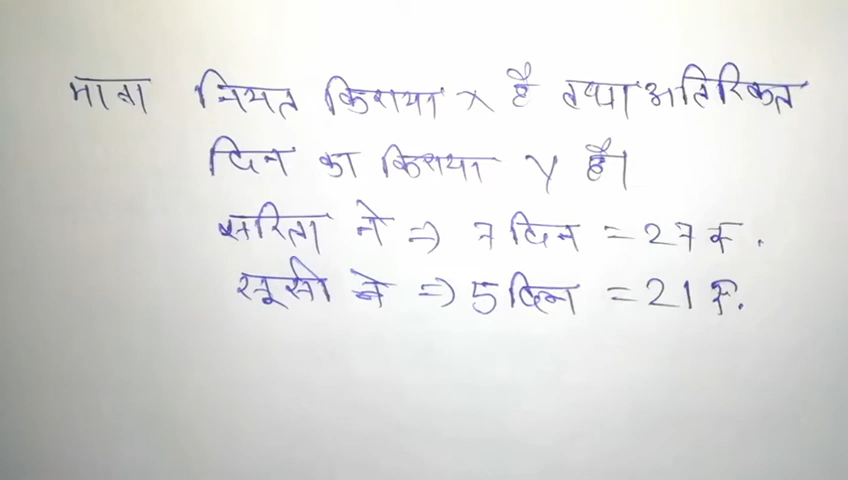 माना नियत किराया x है तथा अतिरिक्त
दिन का किराया y है।
सरिता ने ⇒ 7 दिन = 27 रु.
सूसी ने ⇒ 5 दिन = 21 रु.